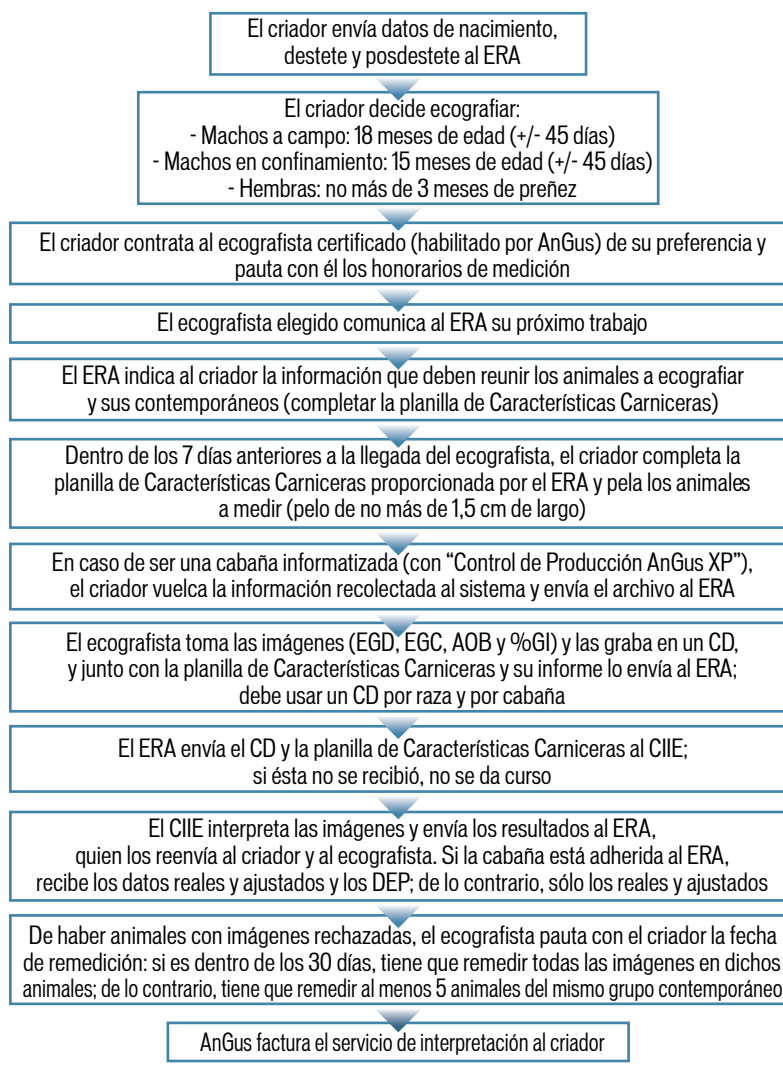 El criador envía datos de nacimiento,
destete y posdestete al ERA
El criador decide ecografiar:
- Machos a campo: 18 meses de edad (+/- 45 días)
- Machos en confinamiento: 15 meses de edad (+/- 45 días)
- Hembras: no más de 3 meses de preñez
El criador contrata al ecografista certificado (habilitado por AnGus) de su preferencia y
pauta con él los honorarios de medición
El ecografista elegido comunica al ERA su próximo trabajo
El ERA indica al criador la información que deben reunir los animales a ecografiar
y sus contemporáneos (completar la planilla de Características Carniceras)
Dentro de los 7 días anteriores a la llegada del ecografista, el criador completa la
planilla de Características Carniceras proporcionada por el ERA y pela los animales
a medir (pelo de no más de 1,5 cm de largo)
En caso de ser una cabaña informatizada (con “Control de Producción AnGus XP”),
el criador vuelca la información recolectada al sistema y envía el archivo al ERA
El ecografista toma las imágenes (EGD, EGC, AOB y %GI) y las graba en un CD,
y junto con la planilla de Características Carniceras y su informe lo envía al ERA;
debe usar un CD por raza y por cabaña
El ERA envía el CD y la planilla de Características Carniceras al CIIE;
si ésta no se recibió, no se da curso
El CIIE interpreta las imágenes y envía los resultados al ERA,
quien los reenvía al criador y al ecografista. Si la cabaña está adherida al ERA,
recibe los datos reales y ajustados y los DEP; de lo contrario, sólo los reales y ajustados
De haber animales con imágenes rechazadas, el ecografista pauta con el criador la fecha
de remedición: si es dentro de los 30 días, tiene que remedir todas las imágenes en dichos
animales; de lo contrario, tiene que remedir al menos 5 animales del mismo grupo contemporáneo
AnGus factura el servicio de interpretación al criador